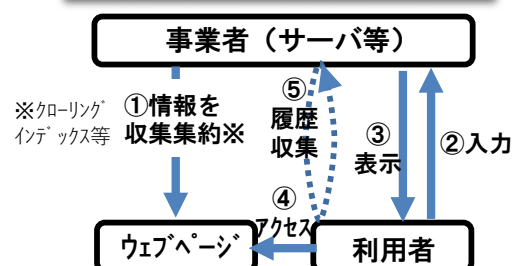 事業者（サーバ等）
※ｸﾛｰﾘﾝｸﾞ
ｲﾝﾃﾞｯｸｽ等
①情報を
収集集約※
⑤
履歴
収集
③
表示
②入力
④
ｱｸｾｽ
ｳｪﾌﾞﾍﾟｰｼﾞ
利用者